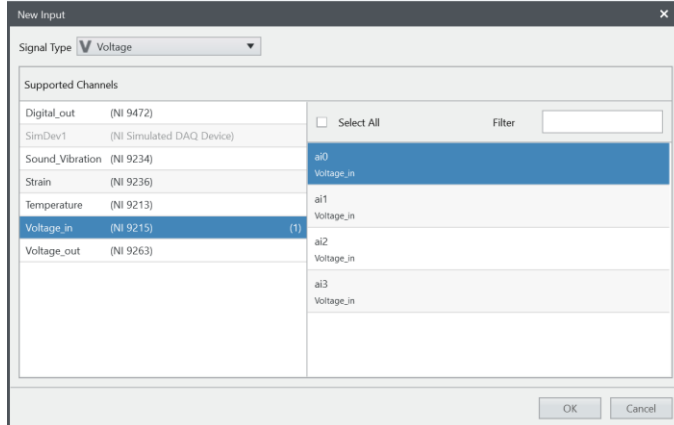 New Input
Signal Type V Voltage
Supported Channels
Digital_out (NI 9472)
SimDev1 (NI Simulated DAQ Device)
Sound_Vibration (NI 9234)
Strain (NI 9236)
Temperature (NI 9213)
Voltage_in (NI 9215) (1)
Voltage_out (NI 9263)
Select All Filter
ai0
Voltage_in
ai1
Voltage_in
ai2
Voltage_in
ai3
Voltage_in
OK Cancel